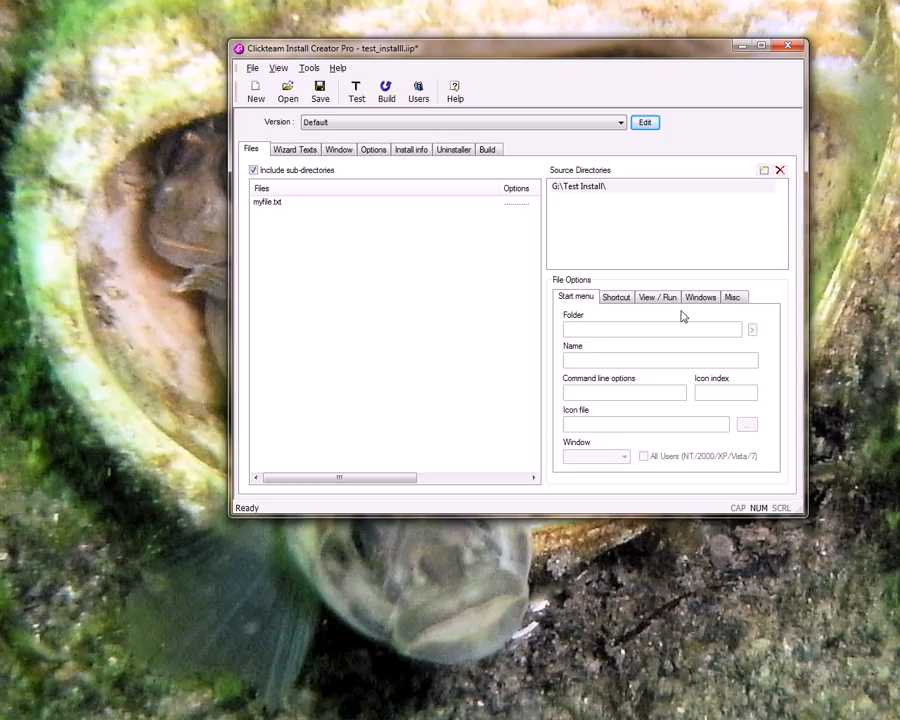 Clickteam Install Creator Pro - test_installl.iip*
File View Tools Help
New Open Save Test Build Users Help
Version : Default Edit
Files Wizard Texts Window Options Install info Uninstaller Build
Include sub-directories
Files Options
myfile.txt ............
Source Directories
G:\Test Install\
File Options
Start menu Shortcut View / Run Windows Misc
Folder
>
Name
Command line options Icon index
Icon file
...
Window
All Users (NT/2000/XP/Vista/7)
Ready CAP NUM SCRL